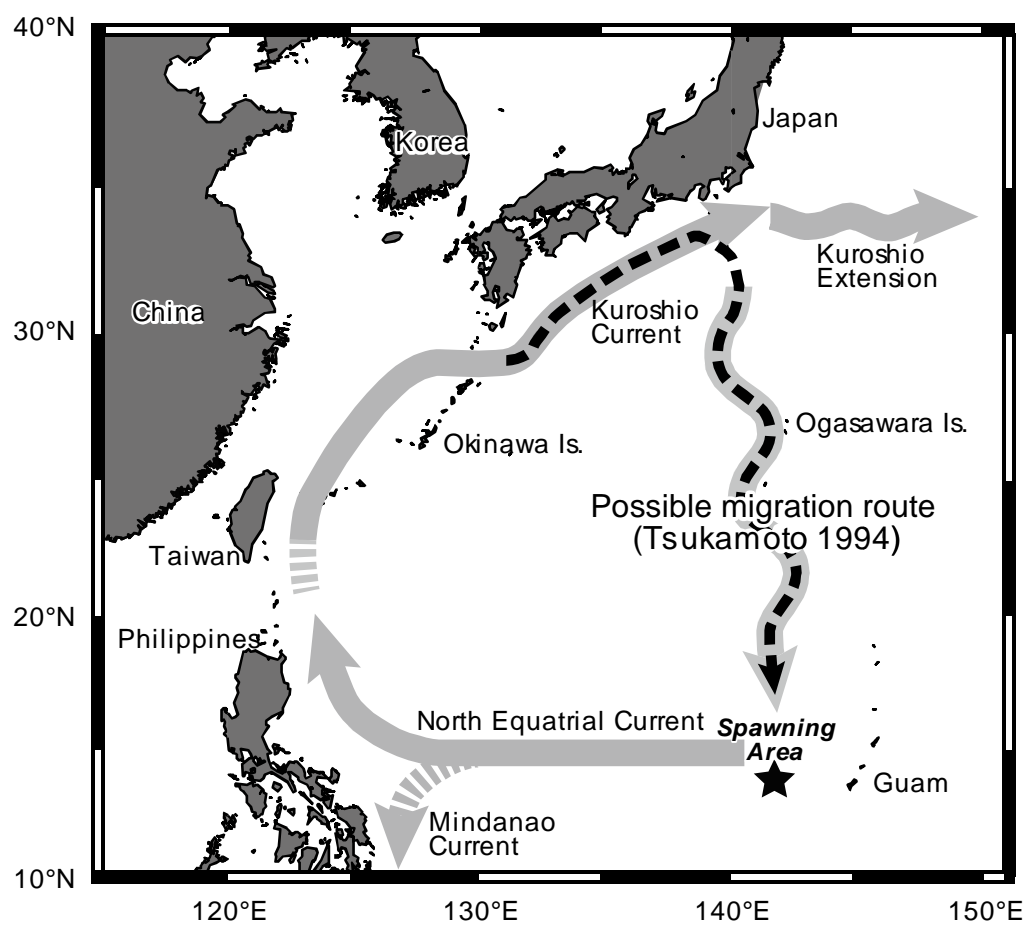 40°N
Japan
Korea
Kuroshio
Extension
China
Kuroshio
Current
30°N
Ogasawara Is.
Okinawa Is.
Possible migration route
(Tsukamoto 1994)
Taiwan
20°N
Philippines
North Equatrial Current
Spawning
Area
Guam
Mindanao
Current
10°N
120°E
130°E
140°E
150°E